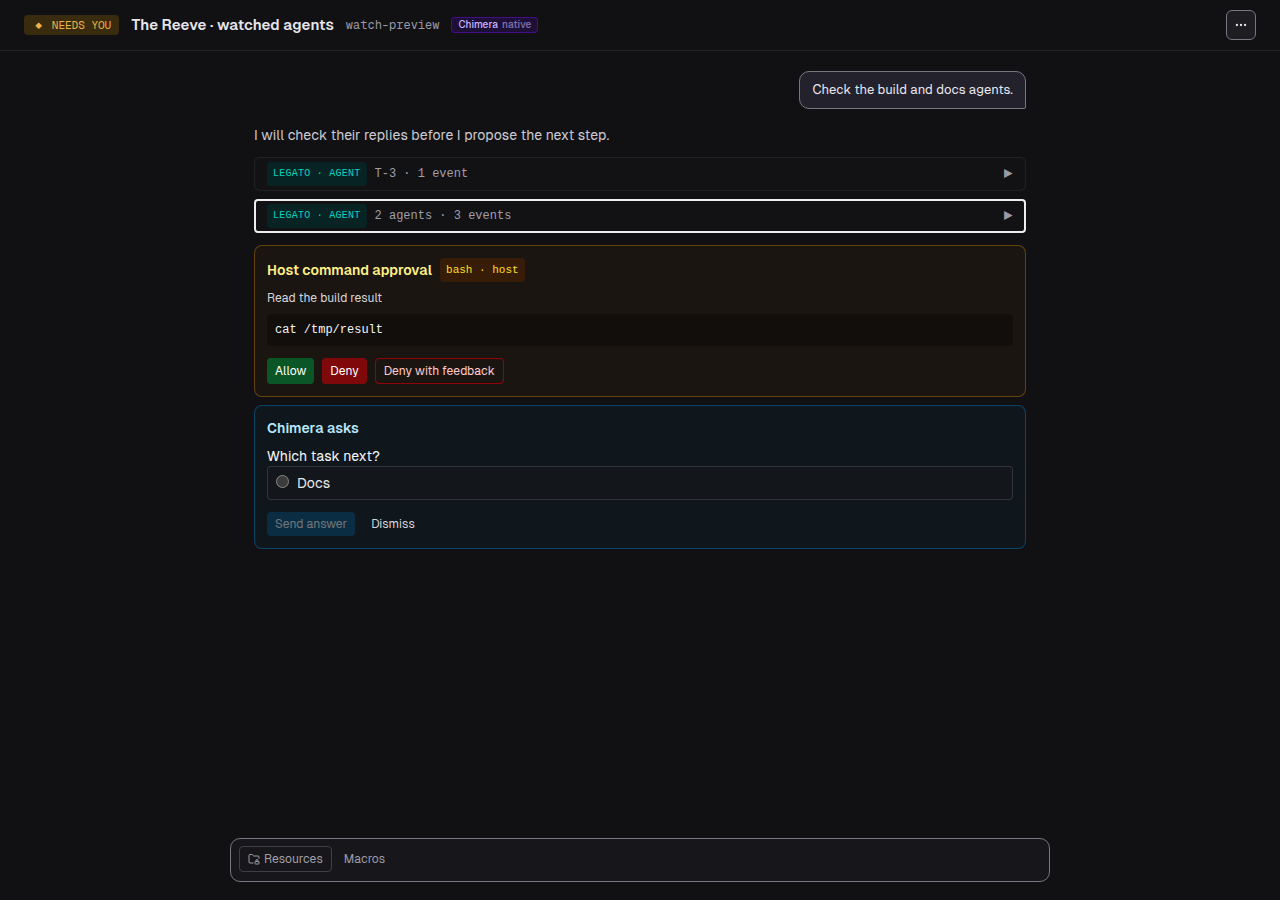 ◆ NEEDS YOU The Reeve · watched agents watch-preview Chimera native ...
Check the build and docs agents.
I will check their replies before I propose the next step.
LEGATO · AGENT T-3 · 1 event ▶
LEGATO · AGENT 2 agents · 3 events ▶
Host command approval bash · host
Read the build result
cat /tmp/result
Allow Deny Deny with feedback
Chimera asks
Which task next?
Docs
Send answer Dismiss
Resources Macros